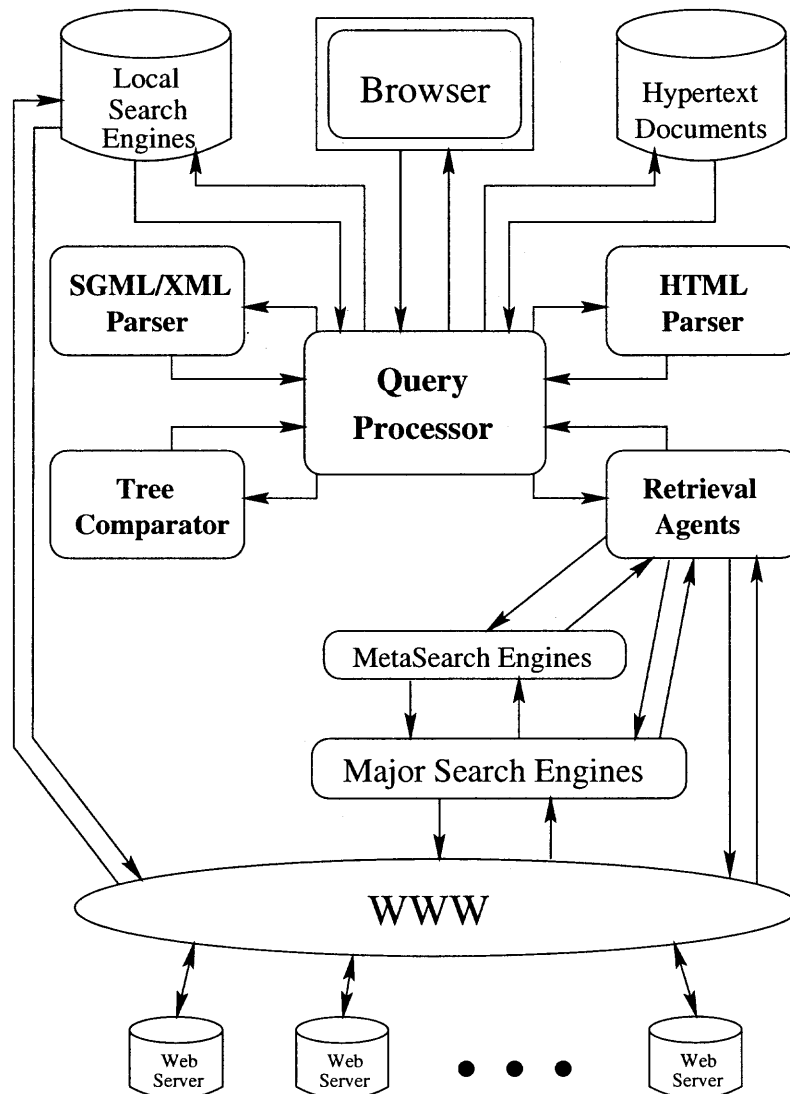 Local
Search
Engines
Browser
Hypertext
Documents
SGML/XML
Parser
HTML
Parser
Query
Processor
Tree
Comparator
Retrieval
Agents
MetaSearch Engines
Major Search Engines
WWW
Web
Server
Web
Server
Web
Server